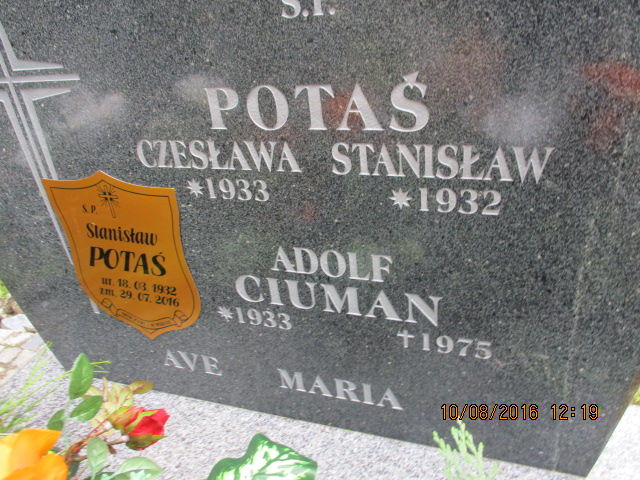 Ś.P.
POTAŚ
CZESŁAWA STANISŁAW
*1933 *1932
Ś.P.
Stanisław
POTAŚ
ur. 18. 03. 1932
zm. 29. 07. 2016
ADOLF
CIUMAN
*1933 †1975
AVE MARIA
10/08/2016 12:19